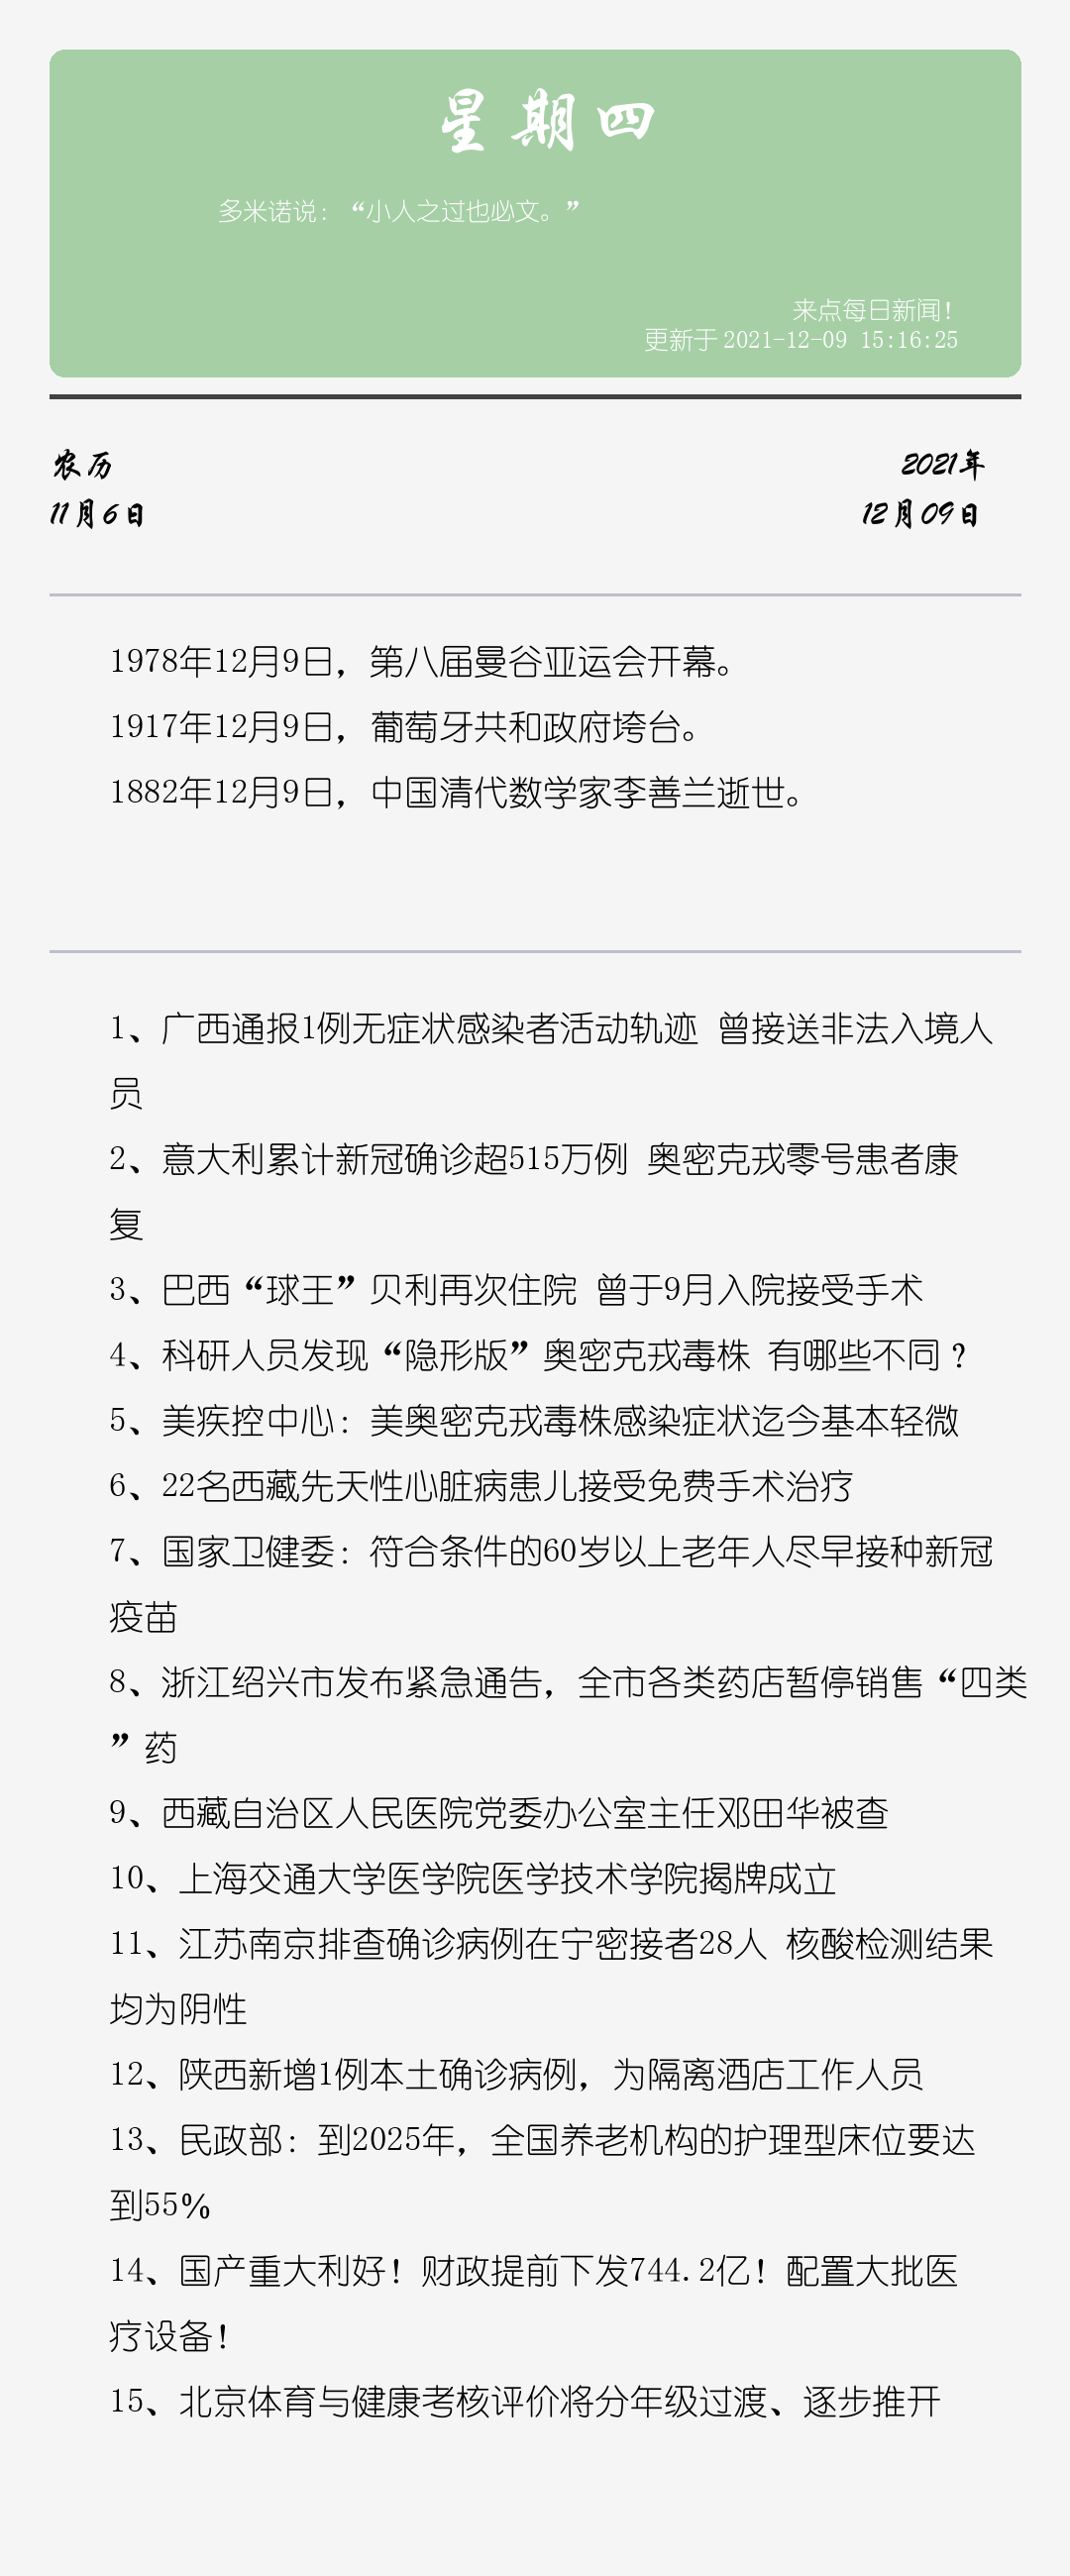 星期四
多米诺说：“小人之过也必文。”
来点每日新闻！
更新于2021-12-09 15:16:25
农历
2021年
11月6日
12月09日
1978年12月9日，第八届曼谷亚运会开幕。
1917年12月9日，葡萄牙共和政府垮台。
1882年12月9日，中国清代数学家李善兰逝世。
1、广西通报1例无症状感染者活动轨迹 曾接送非法入境人
员
2、意大利累计新冠确诊超515万例 奥密克戎零号患者康
复
3、巴西“球王”贝利再次住院 曾于9月入院接受手术
4、科研人员发现“隐形版”奥密克戎毒株 有哪些不同？
5、美疾控中心：美奥密克戎毒株感染症状迄今基本轻微
6、22名西藏先天性心脏病患儿接受免费手术治疗
7、国家卫健委：符合条件的60岁以上老年人尽早接种新冠
疫苗
8、浙江绍兴市发布紧急通告，全市各类药店暂停销售“四类
”药
9、西藏自治区人民医院党委办公室主任邓田华被查
10、上海交通大学医学院医学技术学院揭牌成立
11、江苏南京排查确诊病例在宁密接者28人 核酸检测结果
均为阴性
12、陕西新增1例本土确诊病例，为隔离酒店工作人员
13、民政部：到2025年，全国养老机构的护理型床位要达
到55%
14、国产重大利好！财政提前下发744.2亿！配置大批医
疗设备！
15、北京体育与健康考核评价将分年级过渡、逐步推开